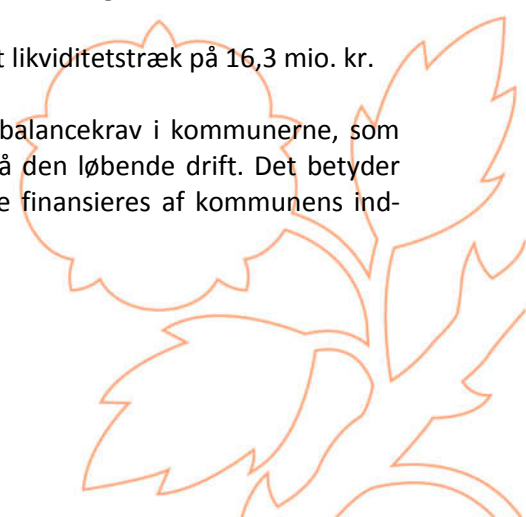 t likviditetstræk på 16,3 mio. kr.
balancekrav i kommunerne, som
å den løbende drift. Det betyder
e finansieres af kommunens ind-